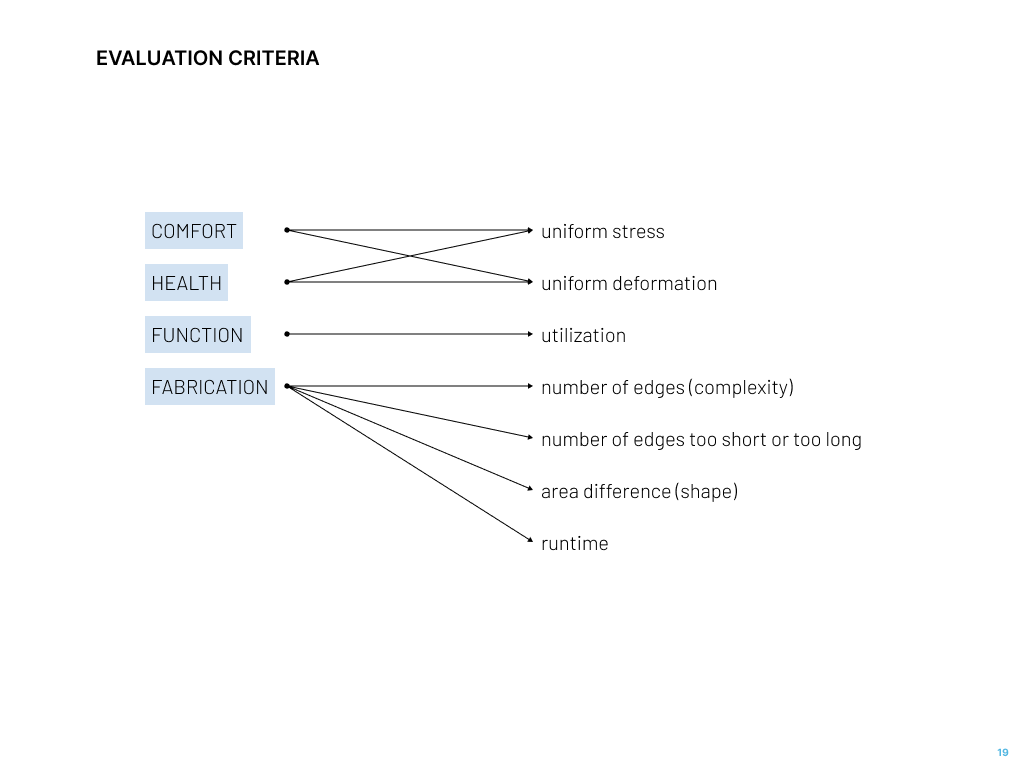 EVALUATION CRITERIA
COMFORT
uniform stress
HEALTH
uniform deformation
FUNCTION
utilization
FABRICATION
number of edges (complexity)
number of edges too short or too long
area difference (shape)
runtime
19